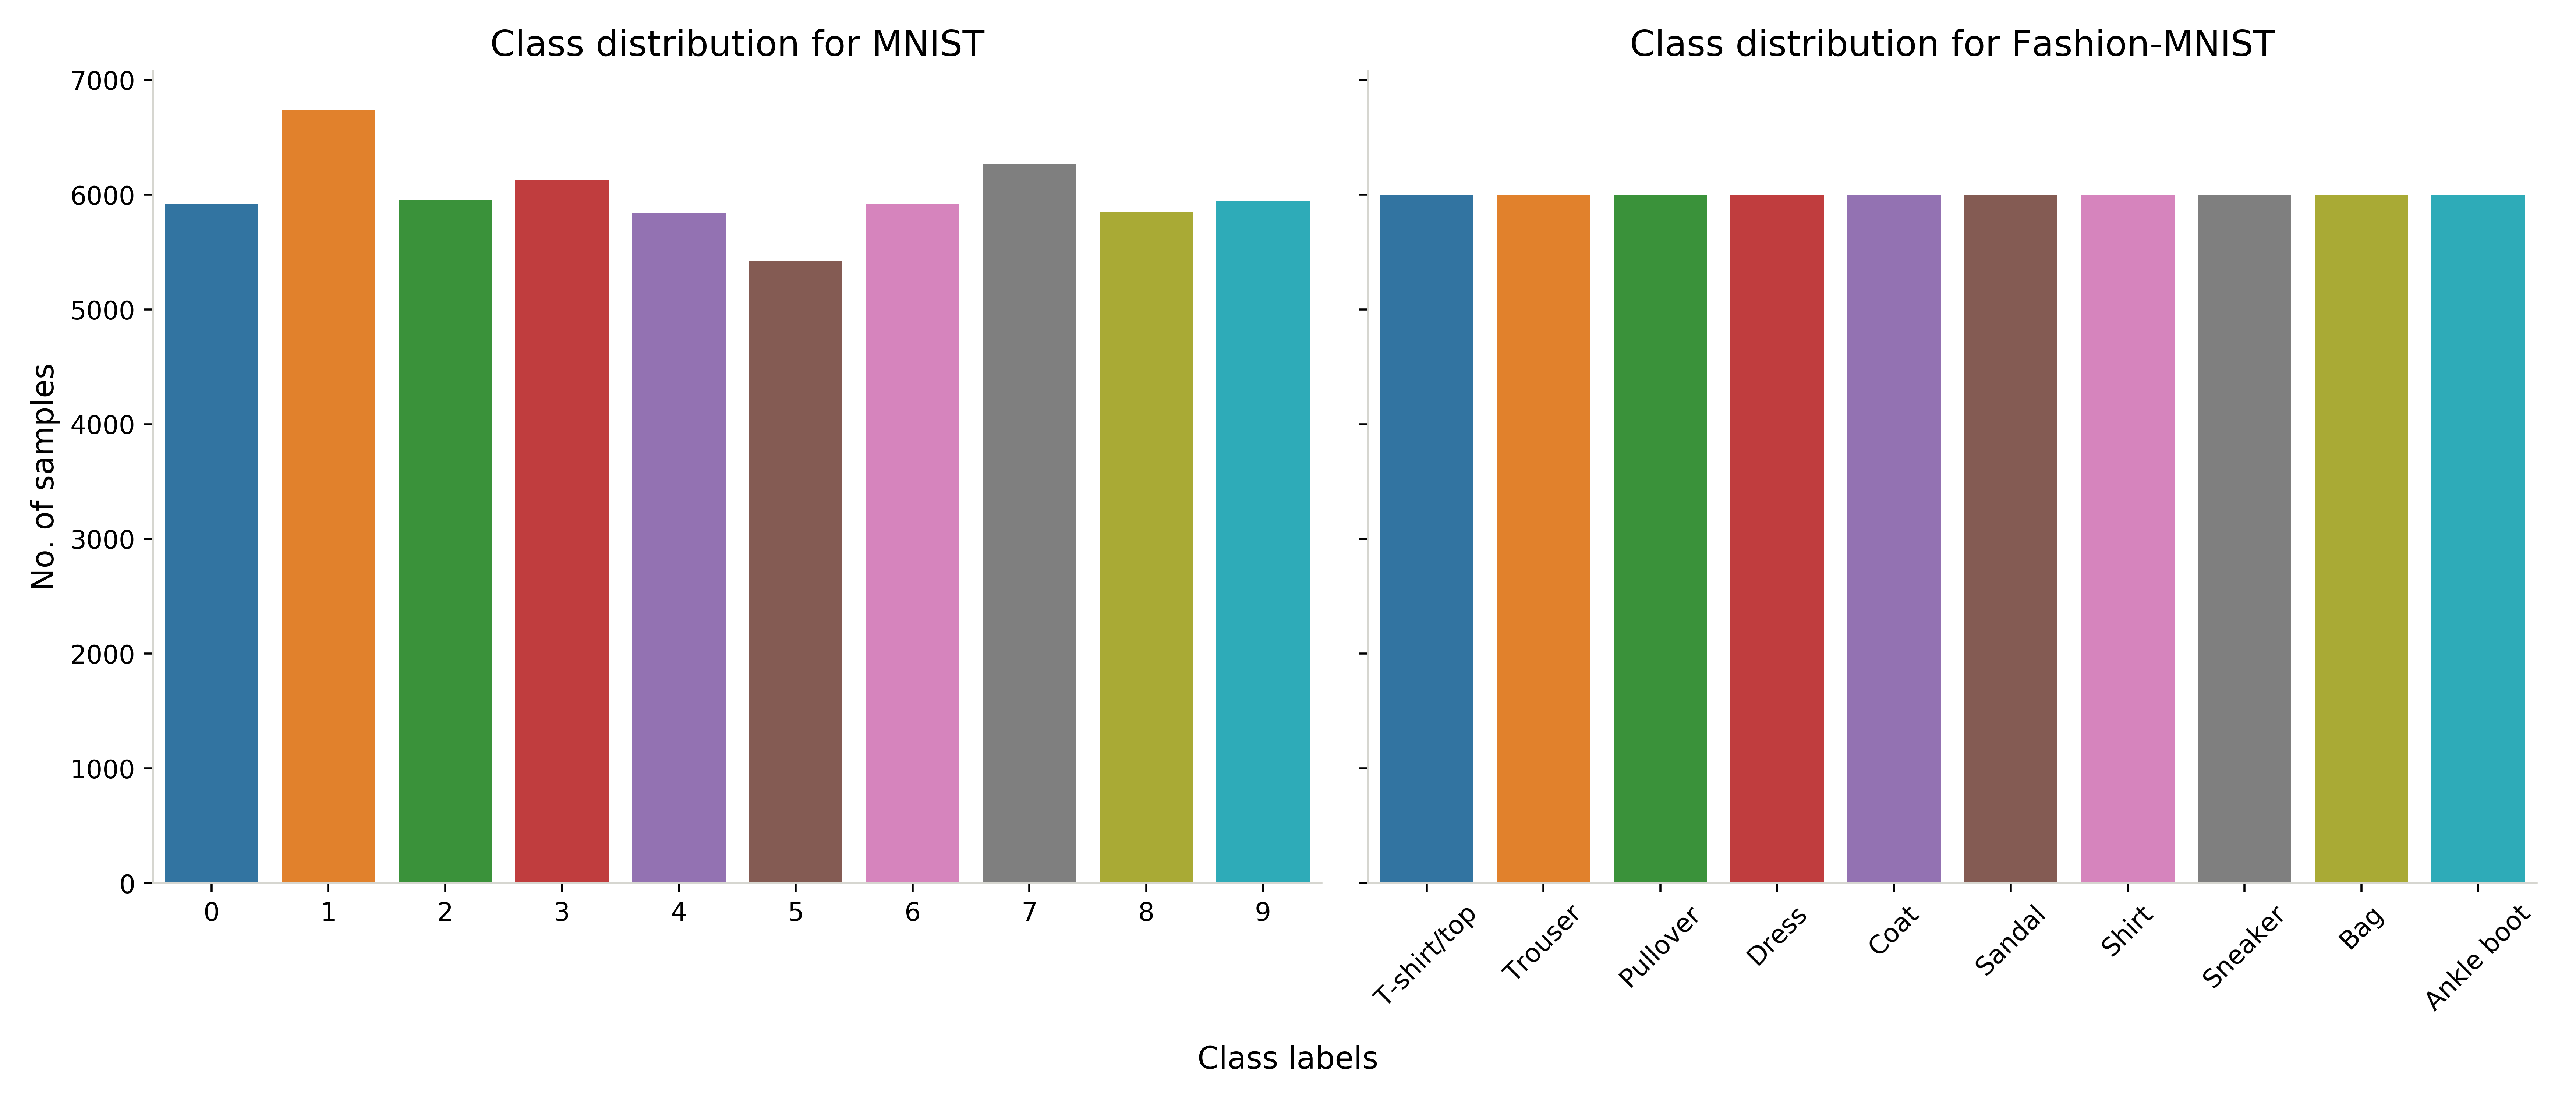 Class distribution for MNIST
No. of samples
7000
6000
5000
4000
3000
2000
1000
0
0 1 2 3 4 5 6 7 8 9
Class distribution for Fashion-MNIST
T-shirt/top Trouser Pullover Dress Coat Sandal Shirt Sneaker Bag Ankle boot
Class labels